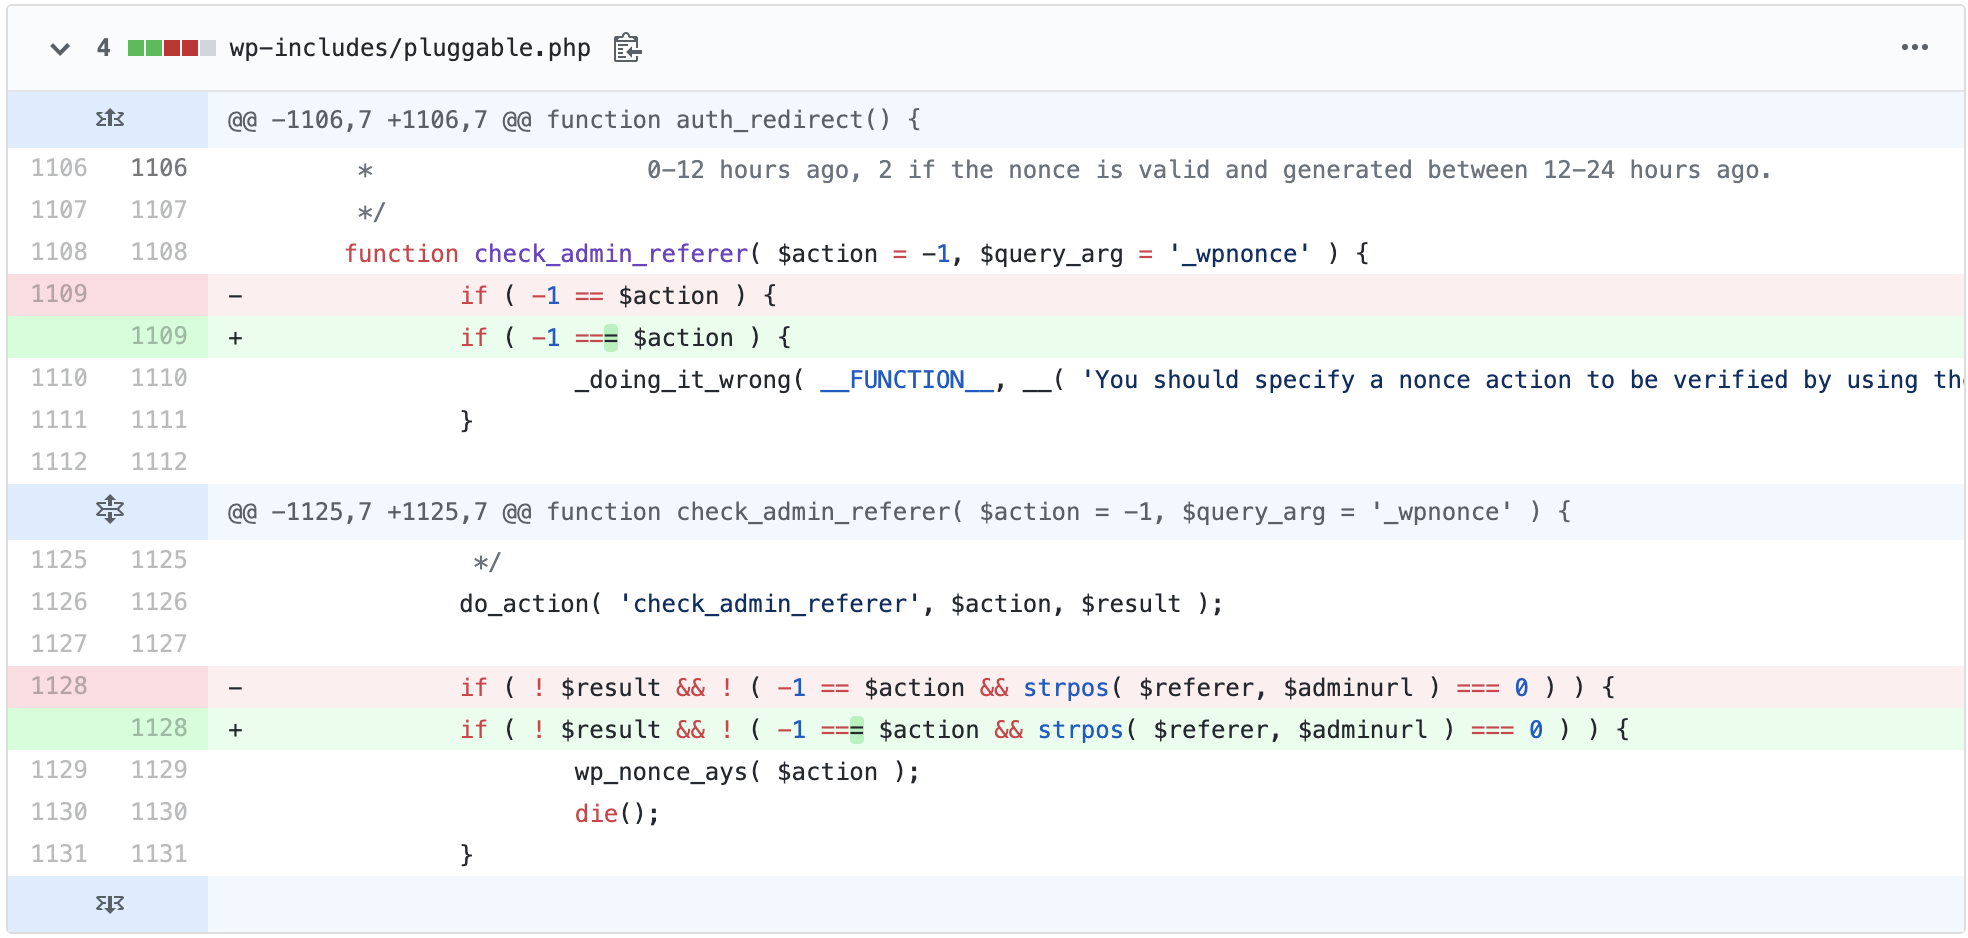 4 wp-includes/pluggable.php
@@ -1106,7 +1106,7 @@ function auth_redirect() {
1106 1106 * 0-12 hours ago, 2 if the nonce is valid and generated between 12-24 hours ago.
1107 1107 */
1108 1108 function check_admin_referer( $action = -1, $query_arg = '_wpnonce' ) {
1109 - if ( -1 == $action ) {
1109 + if ( -1 === $action ) {
1110 1110 _doing_it_wrong( __FUNCTION__, __( 'You should specify a nonce action to be verified by using th
1111 1111 }
1112 1112
@@ -1125,7 +1125,7 @@ function check_admin_referer( $action = -1, $query_arg = '_wpnonce' ) {
1125 1125 */
1126 1126 do_action( 'check_admin_referer', $action, $result );
1127 1127
1128 - if ( ! $result && ! ( -1 == $action && strpos( $referer, $adminurl ) === 0 ) ) {
1128 + if ( ! $result && ! ( -1 === $action && strpos( $referer, $adminurl ) === 0 ) ) {
1129 1129 wp_nonce_ays( $action );
1130 1130 die();
1131 1131 }